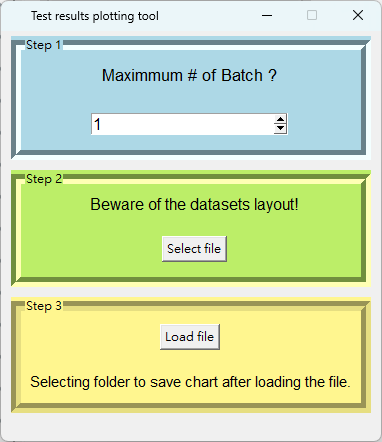 Test results plotting tool
Step 1
Maximmum # of Batch ?
1
Step 2
Beware of the datasets layout!
Select file
Step 3
Load file
Selecting folder to save chart after loading the file.